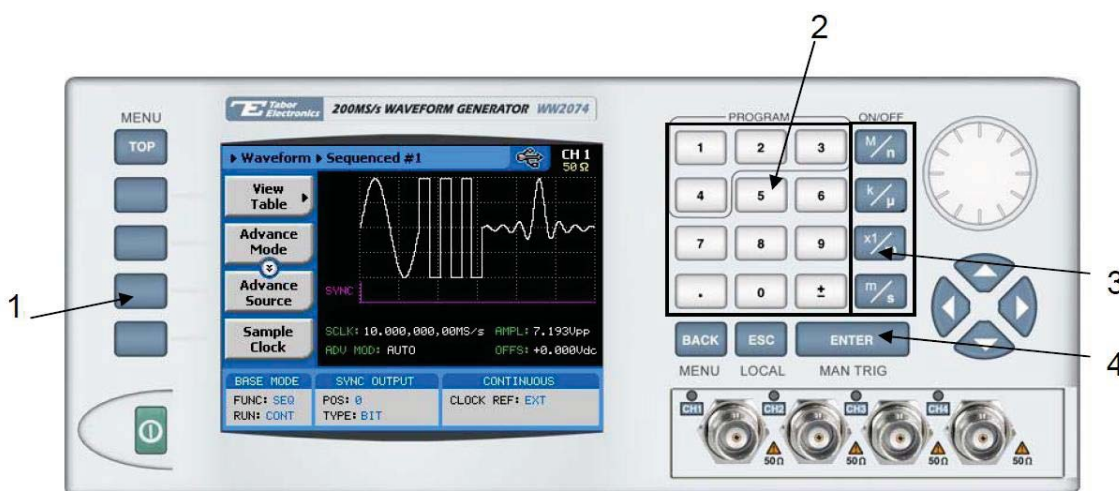 2
Tabor Electronics 200MS/s WAVEFORM GENERATOR WW2074
MENU
TOP
PROGRAM
ON/OFF
1 2 3 M/n
4 5 6 k/µ
7 8 9 x1/
. 0 ± m/s
Waveform Sequenced #1 CH 1
50 Ω
View Table
Advance Mode
Advance Source
Sample Clock
SYNC
SCLK: 10.000,000,00MS/s AMPL: 7.193Vpp
ADV MOD: AUTO OFFS: +0.000Vdc
BASE MODE SYNC OUTPUT CONTINUOUS
FUNC: SEQ POS: 0 CLOCK REF: EXT
RUN: CONT TYPE: BIT
BACK ESC ENTER
MENU LOCAL MAN TRIG
CH1 CH2 CH3 CH4
50Ω 50Ω 50Ω 50Ω
1
3
4